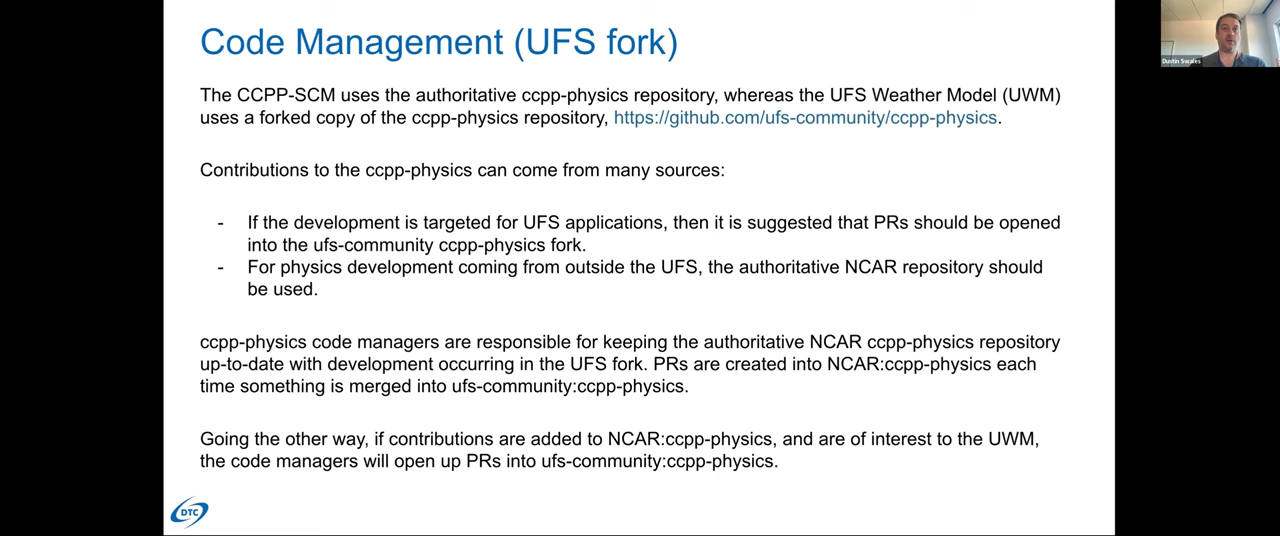 Code Management (UFS fork)
Dustin Swales
The CCPP-SCM uses the authoritative ccpp-physics repository, whereas the UFS Weather Model (UWM)
uses a forked copy of the ccpp-physics repository, https://github.com/ufs-community/ccpp-physics.
Contributions to the ccpp-physics can come from many sources:
- If the development is targeted for UFS applications, then it is suggested that PRs should be opened
into the ufs-community ccpp-physics fork.
- For physics development coming from outside the UFS, the authoritative NCAR repository should
be used.
ccpp-physics code managers are responsible for keeping the authoritative NCAR ccpp-physics repository
up-to-date with development occurring in the UFS fork. PRs are created into NCAR:ccpp-physics each
time something is merged into ufs-community:ccpp-physics.
Going the other way, if contributions are added to NCAR:ccpp-physics, and are of interest to the UWM,
the code managers will open up PRs into ufs-community:ccpp-physics.
DTC